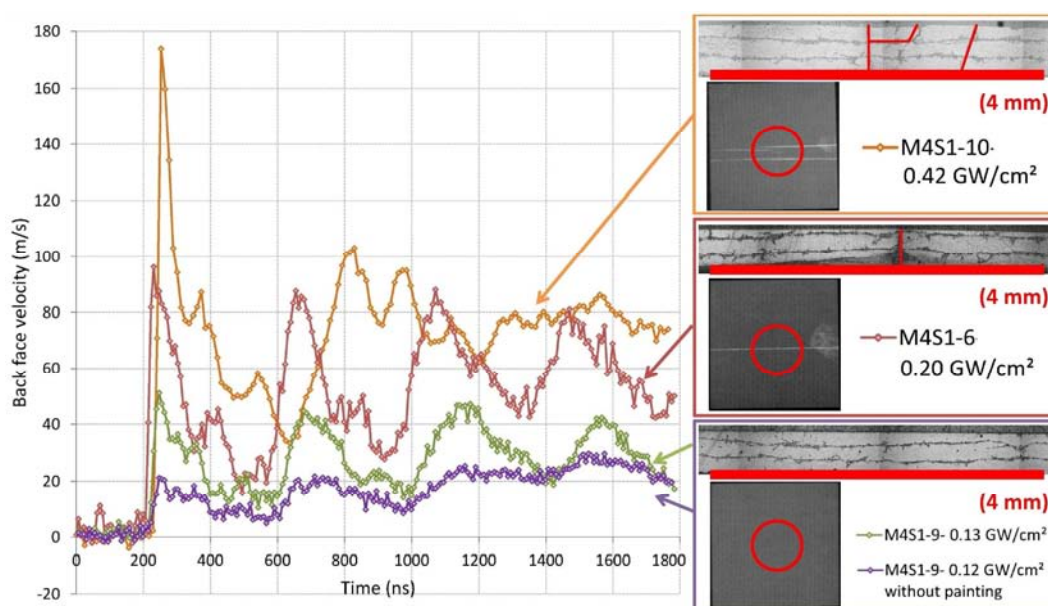 180
160
140
120
100
80
60
40
20
0
-20
Back face velocity (m/s)
0
200
400
600
800
1000
1200
1400
1600
1800
Time (ns)
(4 mm)
M4S1-10-
0.42 GW/cm²
(4 mm)
M4S1-6
0.20 GW/cm²
(4 mm)
M4S1-9- 0.13 GW/cm²
M4S1-9- 0.12 GW/cm²
without painting